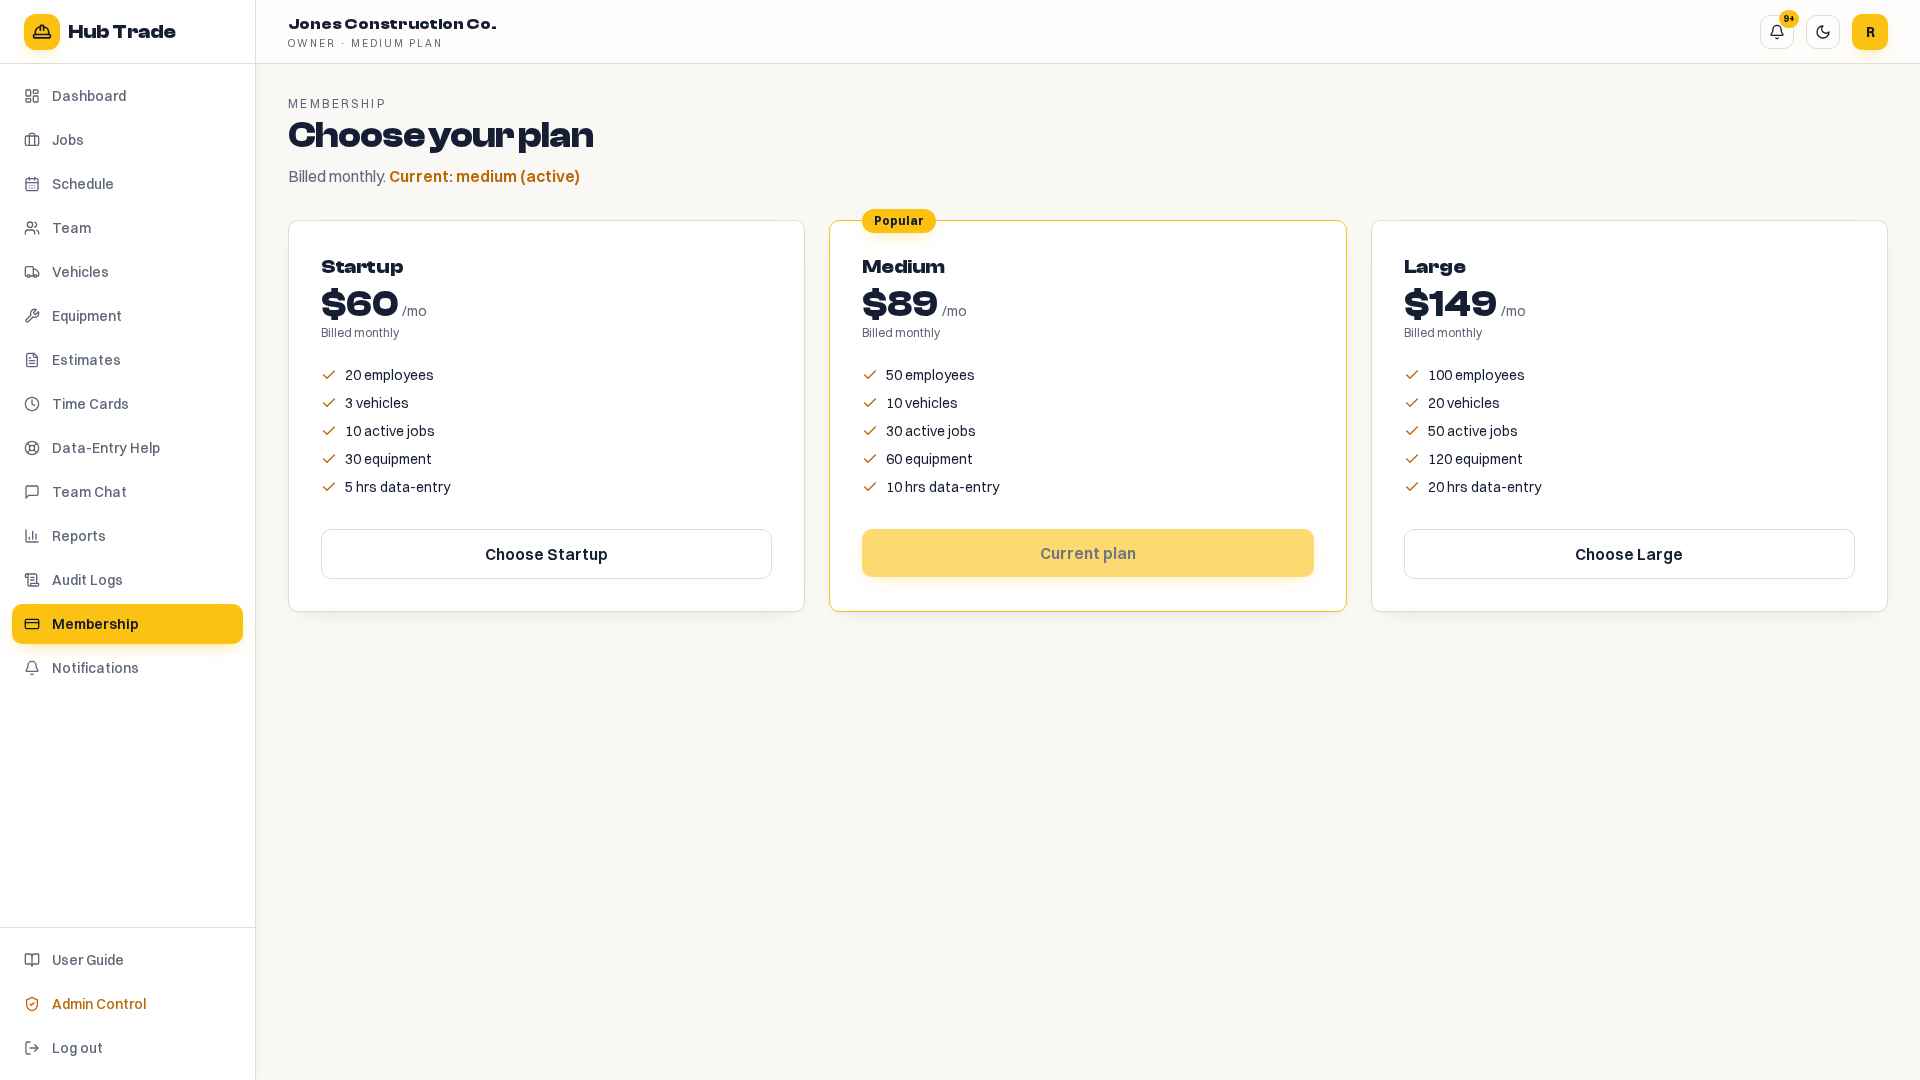 Hub Trade
Jones Construction Co.
OWNER · MEDIUM PLAN
9+
R
Dashboard
Jobs
Schedule
Team
Vehicles
Equipment
Estimates
Time Cards
Data-Entry Help
Team Chat
Reports
Audit Logs
Membership
Notifications
User Guide
Admin Control
Log out
MEMBERSHIP
Choose your plan
Billed monthly. Current: medium (active)
Startup
$60 /mo
Billed monthly
20 employees
3 vehicles
10 active jobs
30 equipment
5 hrs data-entry
Choose Startup
Popular
Medium
$89 /mo
Billed monthly
50 employees
10 vehicles
30 active jobs
60 equipment
10 hrs data-entry
Current plan
Large
$149 /mo
Billed monthly
100 employees
20 vehicles
50 active jobs
120 equipment
20 hrs data-entry
Choose Large